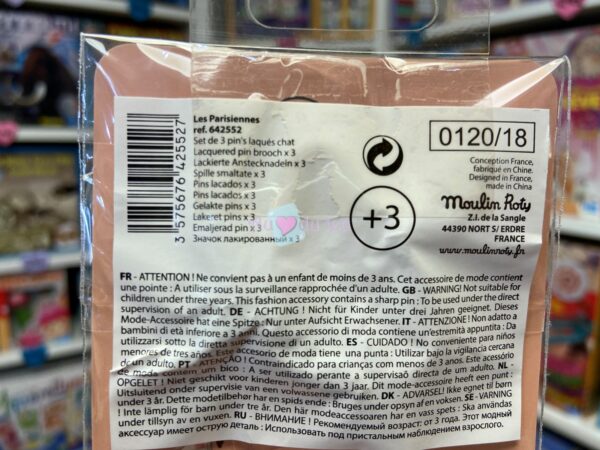 Les Parisiennes
ref. 642552
Set de 3 pin's laqués chat
Lacquered pin brooch x 3
Lackierte Anstecknadeln x 3
Spille smaltate x 3
Pins lacados x 3
Pins lacados x 3
Gelakte pins x 3
Lakeret pins x 3
Emaljerad pin x 3
Значок лакированный x 3
3 575676 425527
+3
0120/18
Conception France,
fabriqué en Chine.
Designed in France,
made in China
Moulin Roty
Z.I. de la Sangle
44390 NORT S/ ERDRE
FRANCE
www.moulinroty.fr
FR - ATTENTION ! Ne convient pas à un enfant de moins de 3 ans. Cet accessoire de mode contient
une pointe : A utiliser sous la surveillance rapprochée d'un adulte. GB - WARNING! Not suitable for
children under three years. This fashion accessory contains a sharp pin : To be used under the direct
supervision of an adult. DE - ACHTUNG ! Nicht für Kinder unter drei Jahren geeignet. Dieses
Mode-Accessoire hat eine Spitze : Nur unter Aufsicht Erwachsener. IT - ATTENZIONE ! Non adatto a
bambini di età inferiore a 3 anni. Questo accessorio di moda contiene un'estremità appuntita : Da
utilizzarsi sotto la diretta supervisione di un adulto. ES - CUIDADO ! No conveniente para niños
menores de tres años. Este accesorio de moda tiene una punta : Utilizar bajo la vigilancia cercana
de un adulto. PT - ATENÇÃO ! Contraindicado para crianças com menos de 3 anos. Este acessório
de moda contém um bico : A ser utilizado perante a supervisão directa de um adulto. NL -
OPGELET ! Niet geschikt voor kinderen jonger dan 3 jaar. Dit mode-accessoire heeft een punt :
Uitsluitend onder supervisie van een volwassene gebruiken. DK - ADVARSEL! Ikke egnet til børn
under 3 år. Dette modetilbehør har en spids ende : Bruges under opsyn af en voksen. SE - VARNING
! Inte lämplig för barn under tre år. Den här modeaccessoaren har en vass spets : Ska användas
under tillsyn av en vuxen. RU - ВНИМАНИЕ ! Рекомендуемый возраст: от 3 года. Этот модный
аксессуар имеет острую деталь : Использовать под пристальным наблюдением взрослого.